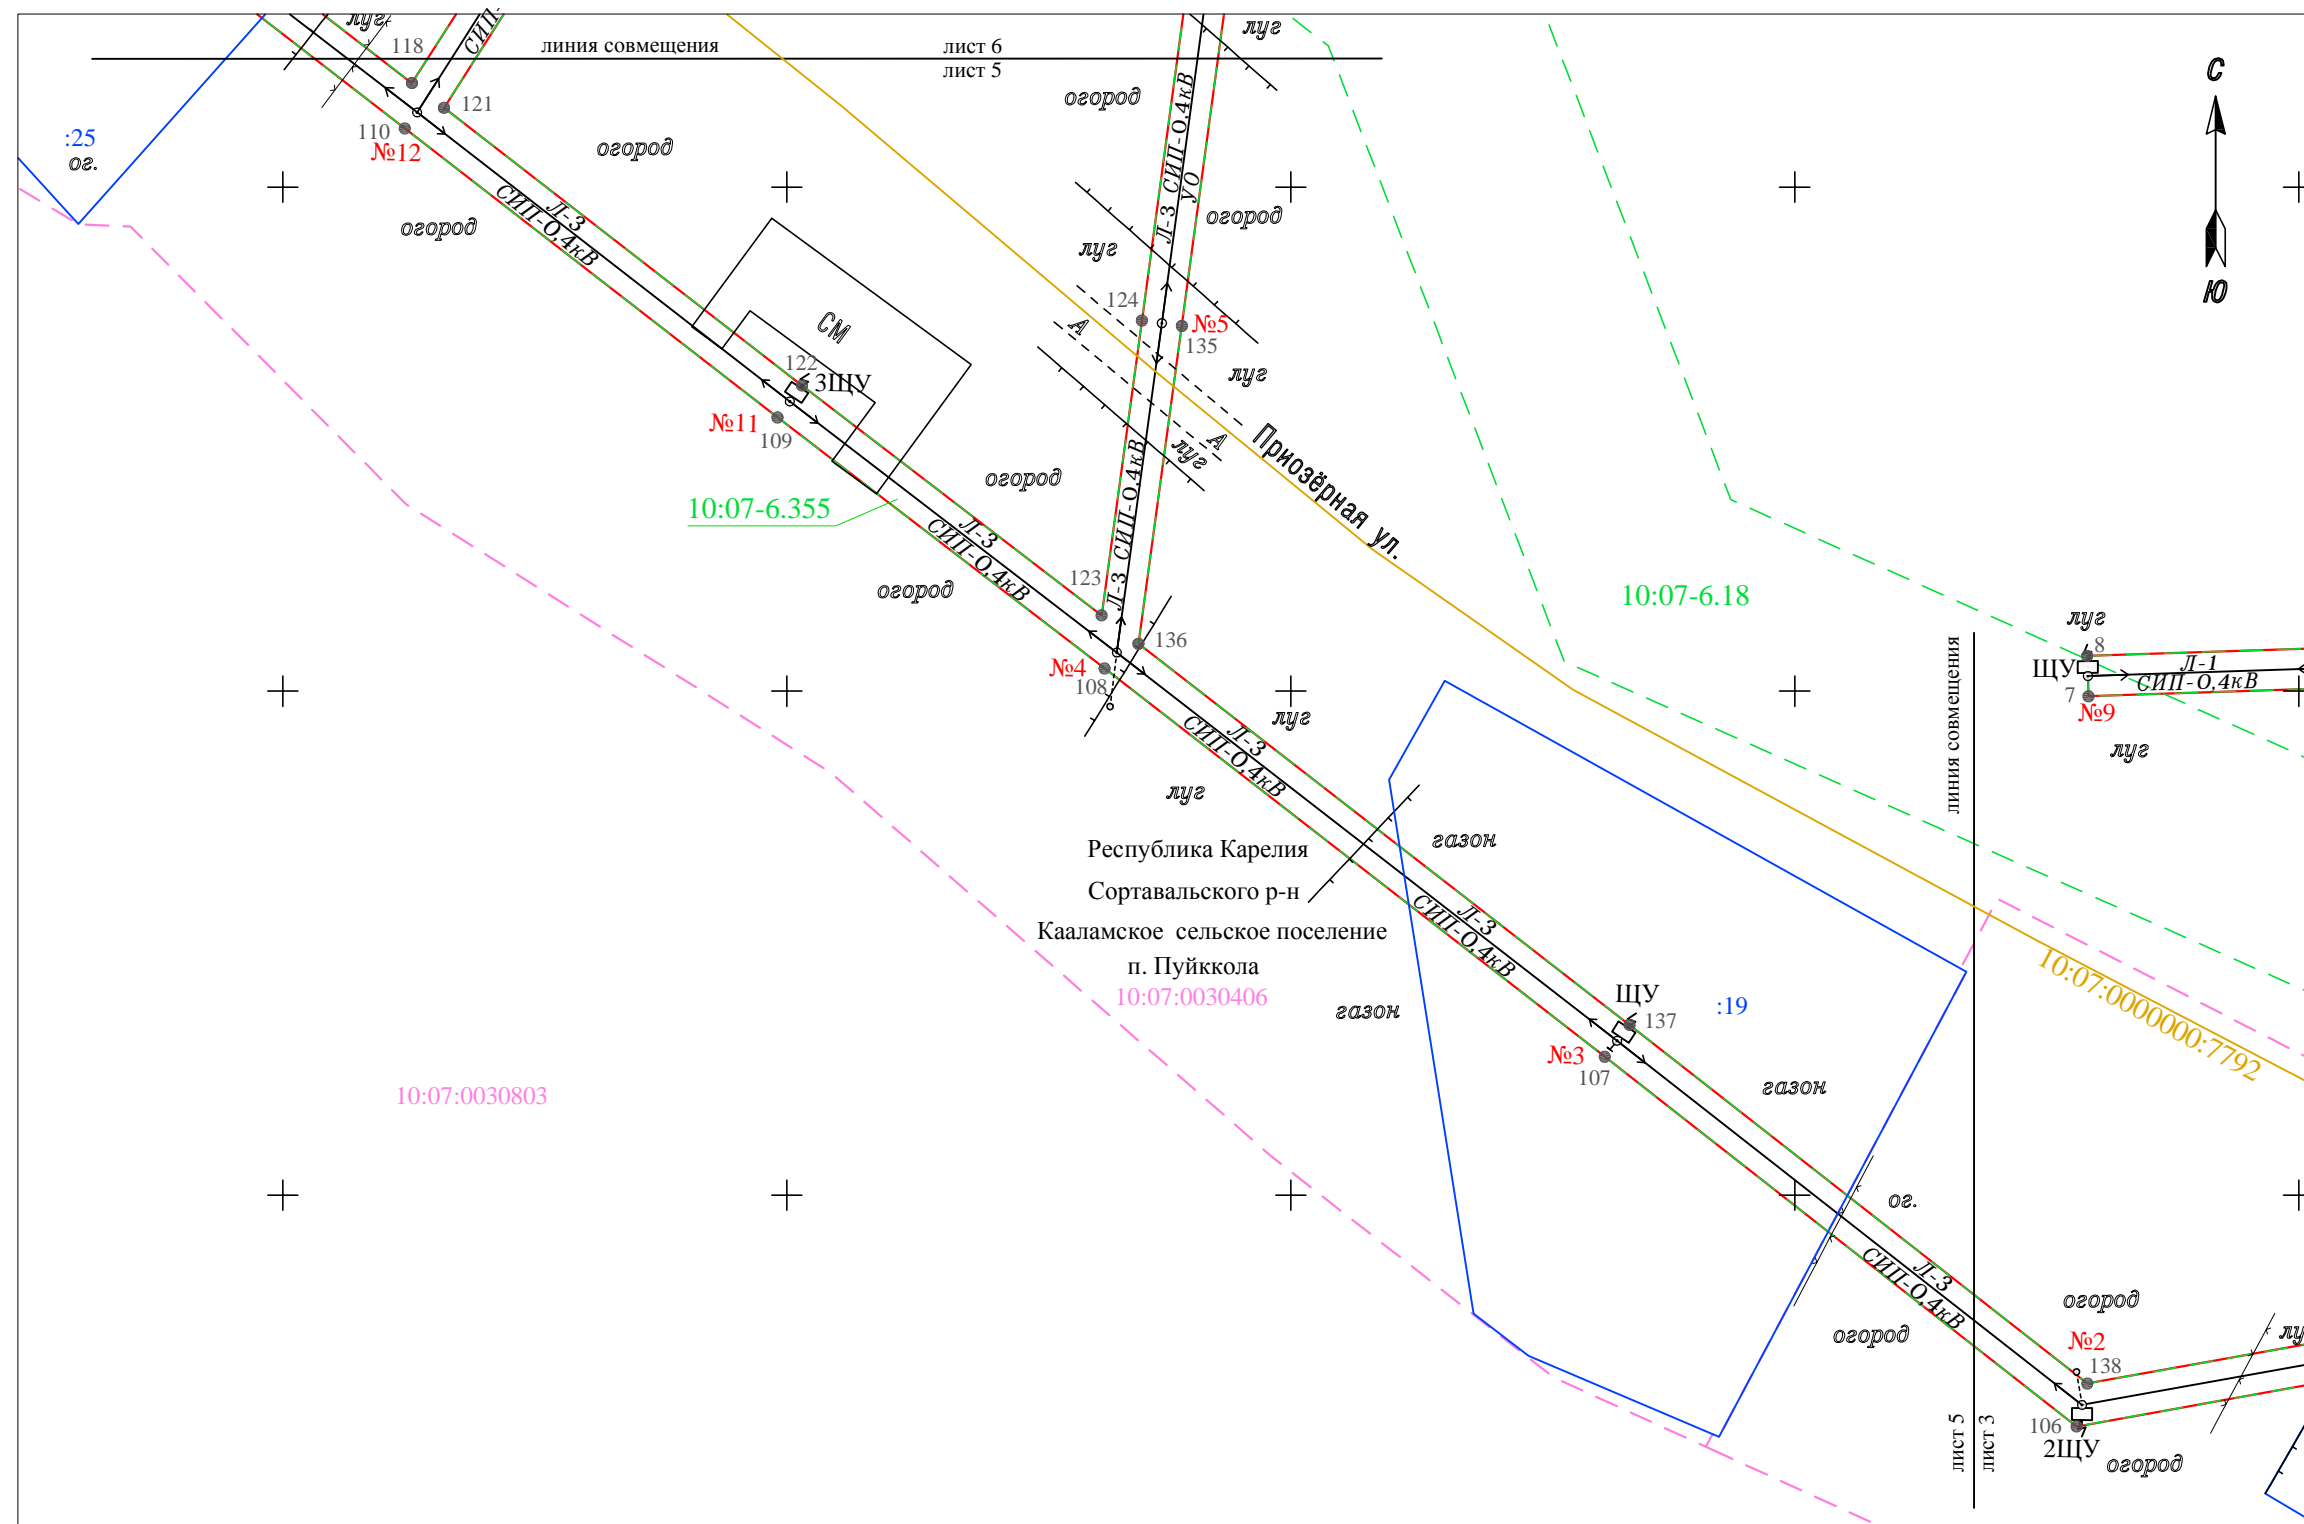 луг
СИП-
118
линия совмещения
лист 6
лист 5
луг
С
Ю
121
110
№12
:25
ог.
огород
огород
огород
огород
Л-3 СИП-0,4кВ
УО
Л-3
СИП-0,4кВ
луг
124
№5
135
луг
А
А
луг
СМ
122
3ЩУ
№11
109
огород
Приозёрная ул.
10:07-6.355
Л-3
СИП-0,4кВ
Л-3 СИП-0,4кВ
огород
123
136
№4
108
10:07-6.18
луг
8
ЩУ
Л-1
СИП-0,4кВ
7
№9
луг
линия совмещения
луг
Л-3
СИП-0,4кВ
луг
газон
Республика Карелия
Сортавальского р-н
Кааламское сельское поселение
п. Пуйккола
10:07:0030406
газон
Л-3
СИП-0,4кВ
ЩУ
137
:19
№3
107
газон
10:07:0000000:7792
10:07:0030803
ог.
Л-3
СИП-0,4кВ
огород
огород
№2
138
лу
106
2ЩУ
огород
лист 5
лист 3